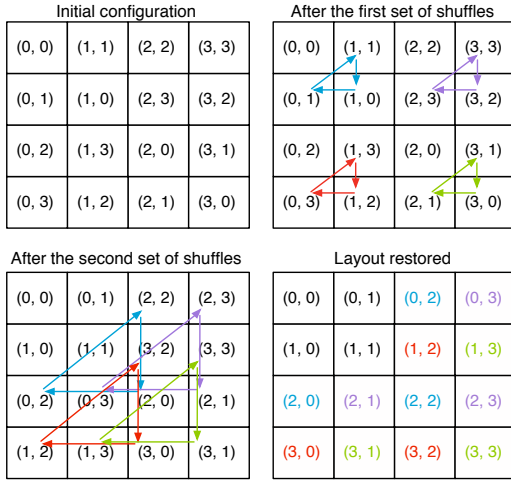 Initial configuration
(0, 0) (1, 1) (2, 2) (3, 3)
(0, 1) (1, 0) (2, 3) (3, 2)
(0, 2) (1, 3) (2, 0) (3, 1)
(0, 3) (1, 2) (2, 1) (3, 0)
After the first set of shuffles
(0, 0) (1, 1) (2, 2) (3, 3)
(0, 1) (1, 0) (2, 3) (3, 2)
(0, 2) (1, 3) (2, 0) (3, 1)
(0, 3) (1, 2) (2, 1) (3, 0)
After the second set of shuffles
(0, 0) (0, 1) (2, 2) (2, 3)
(1, 0) (1, 1) (3, 2) (3, 3)
(0, 2) (0, 3) (2, 0) (2, 1)
(1, 2) (1, 3) (3, 0) (3, 1)
Layout restored
(0, 0) (0, 1) (0, 2) (0, 3)
(1, 0) (1, 1) (1, 2) (1, 3)
(2, 0) (2, 1) (2, 2) (2, 3)
(3, 0) (3, 1) (3, 2) (3, 3)